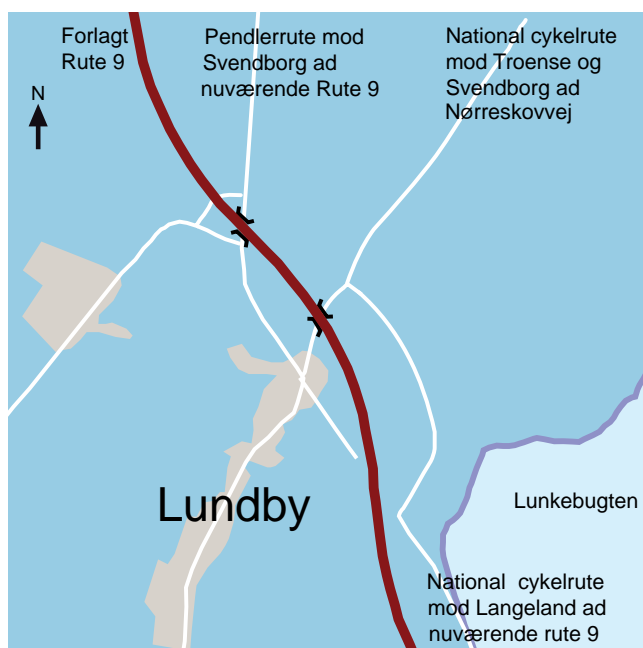 Forlagt
Rute 9
Pendlerrute mod
Svendborg ad
nuværende Rute 9
National cykelrute
mod Troense og
Svendborg ad
Nørreskovvej
N
Lundby
Lunkebugten
National cykelrute
mod Langeland ad
nuværende rute 9